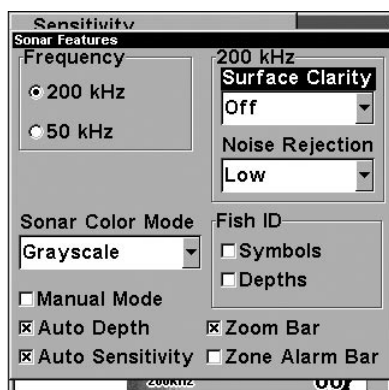 Sensitivity
Sonar Features
Frequency
200 kHz
50 kHz
200 kHz
Surface Clarity
Off
Noise Rejection
Low
Sonar Color Mode
Grayscale
Fish ID
Symbols
Depths
Manual Mode
Auto Depth
Zoom Bar
Auto Sensitivity
Zone Alarm Bar
200kHz